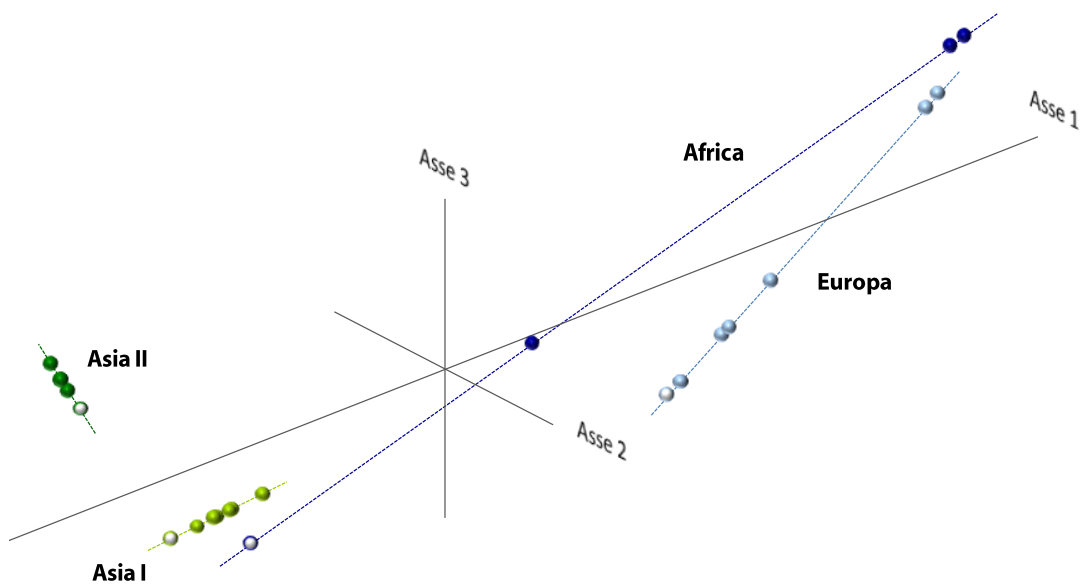 Asse 1
Asse 3
Africa
Europa
Asia II
Asse 2
Asia I